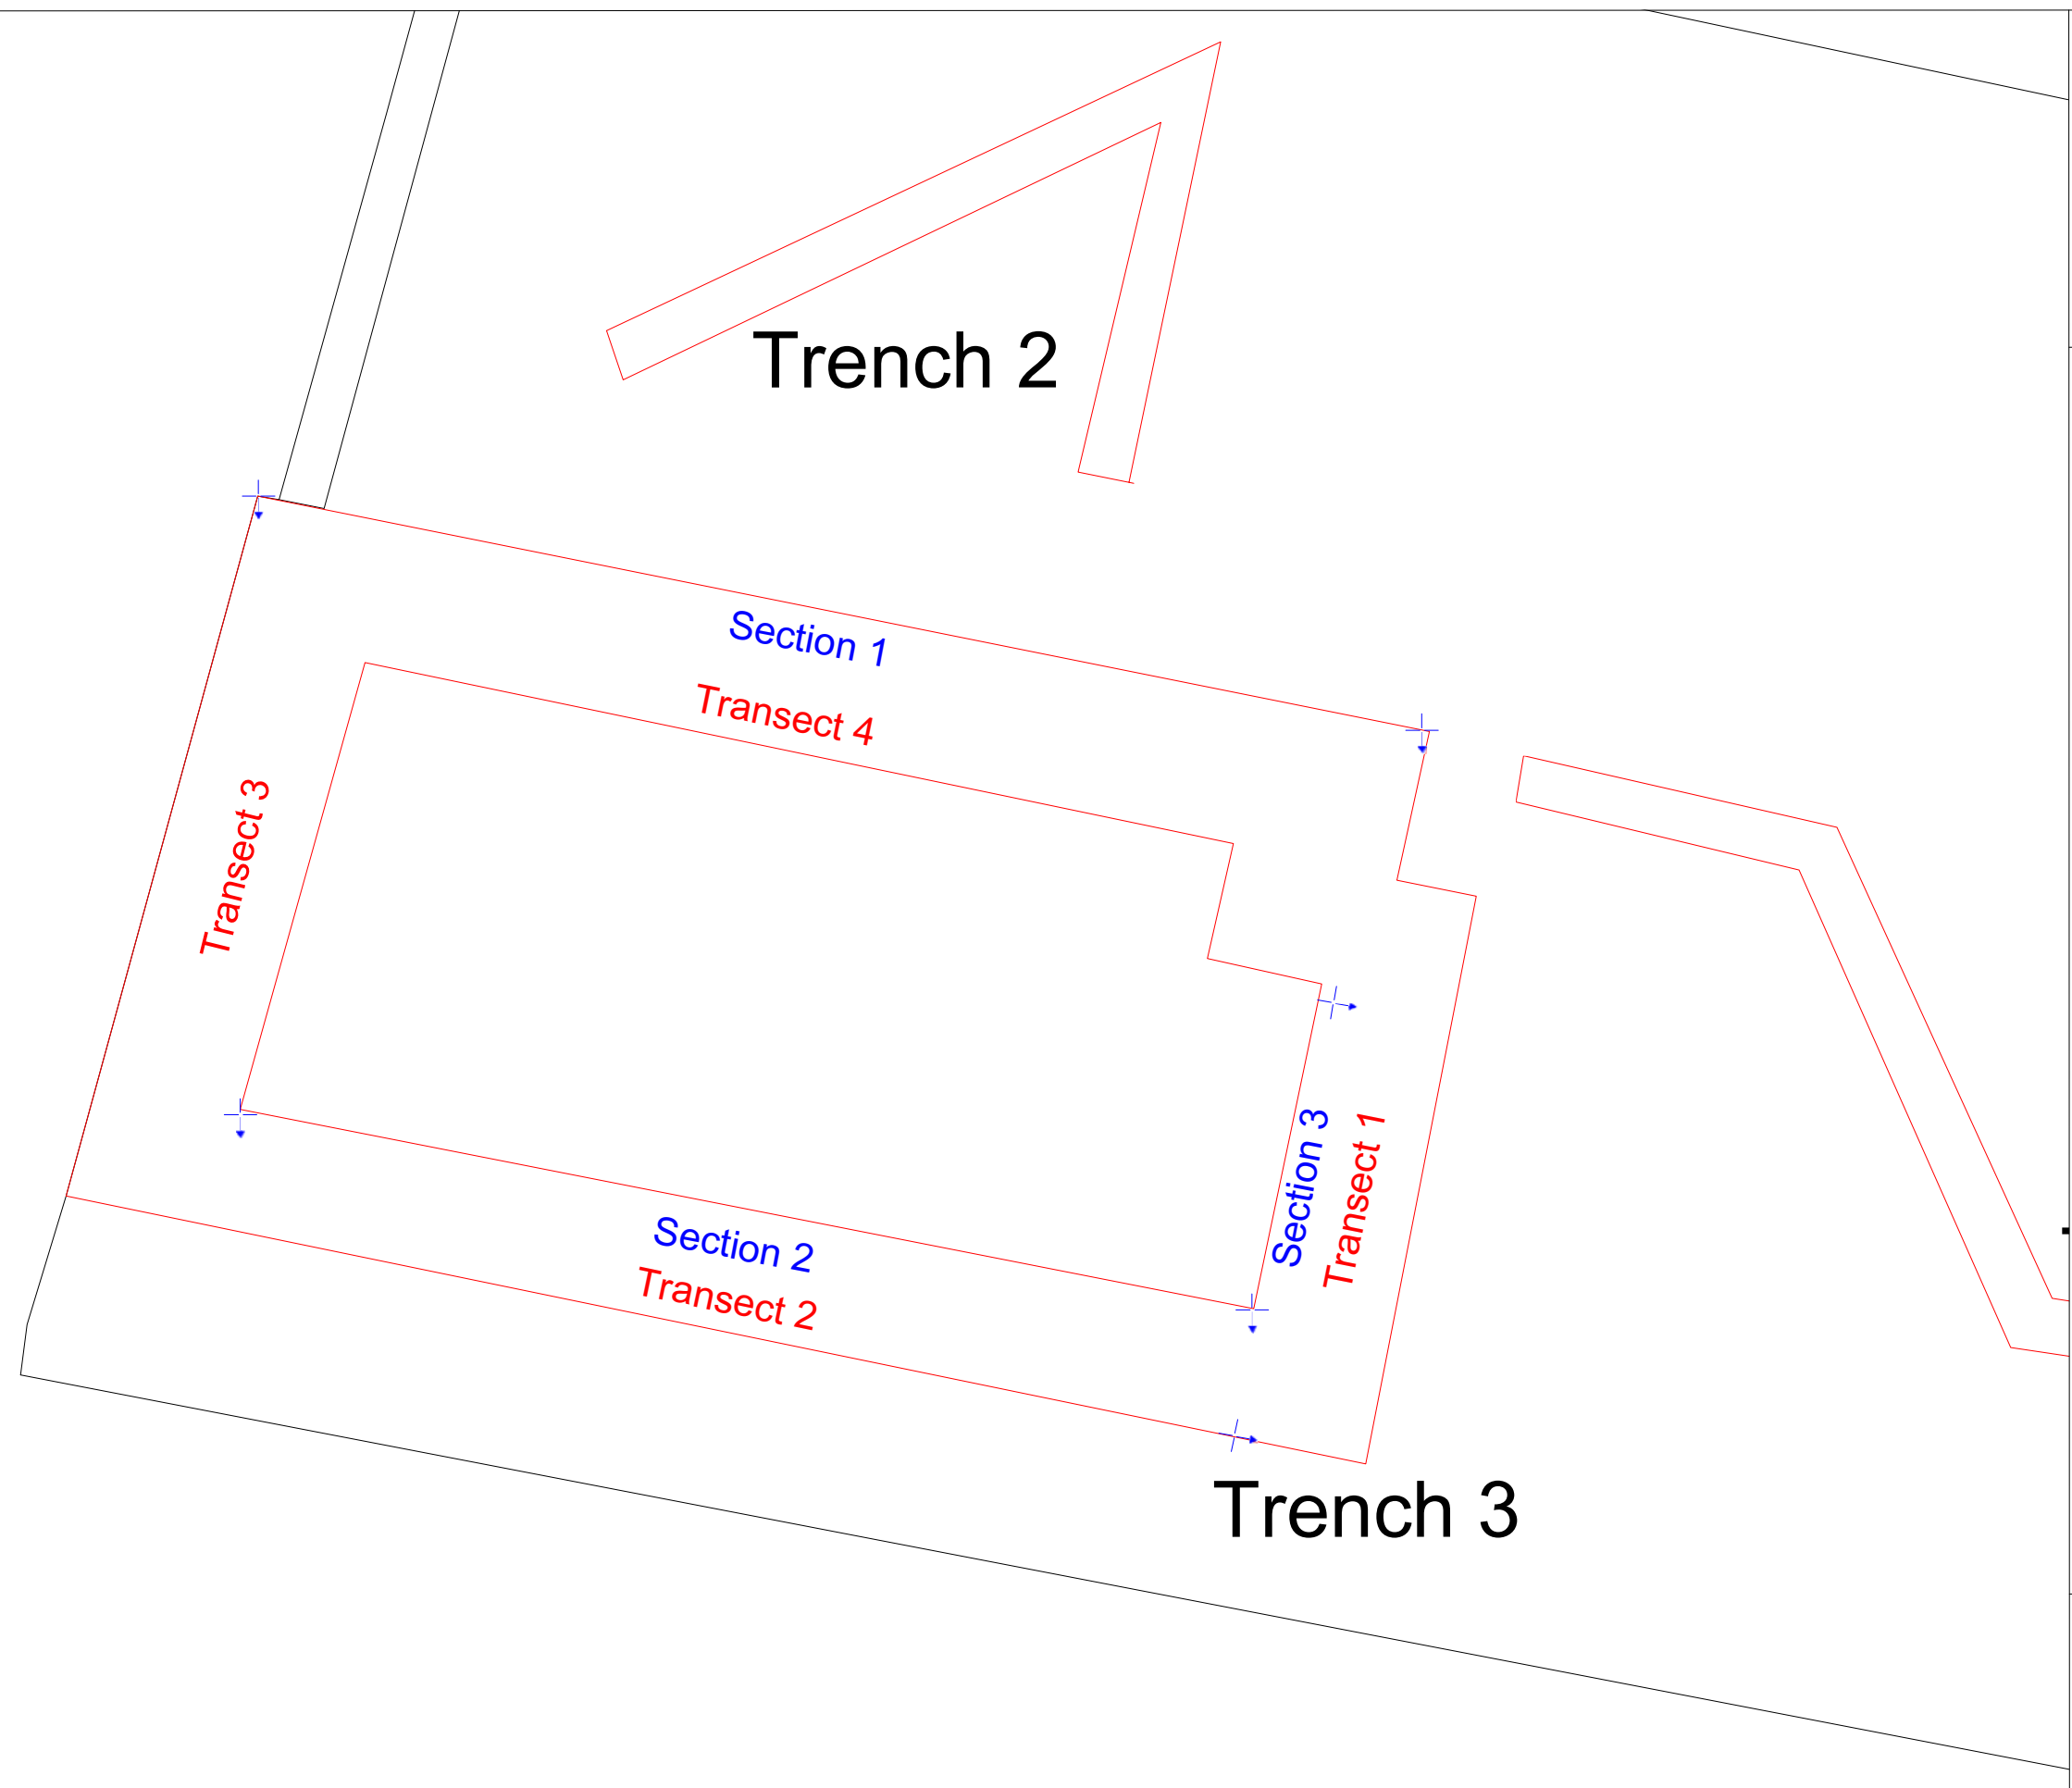 Trench 2
Section 1
Transect 4
Transect 3
Section 3
Transect 1
Section 2
Transect 2
Trench 3